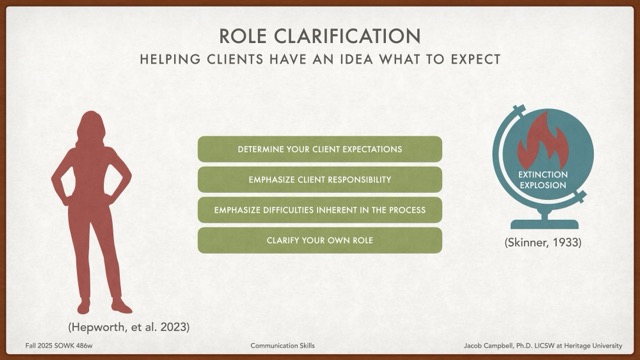 ROLE CLARIFICATION
HELPING CLIENTS HAVE AN IDEA WHAT TO EXPECT
DETERMINE YOUR CLIENT EXPECTATIONS
EMPHASIZE CLIENT RESPONSIBILITY
EMPHASIZE DIFFICULTIES INHERENT IN THE PROCESS
CLARIFY YOUR OWN ROLE
EXTINCTION
EXPLOSION
(Skinner, 1933)
(Hepworth, et al. 2023)
Fall 2025 SOWK 486w
Communication Skills
Jacob Campbell, Ph.D. LICSW at Heritage University